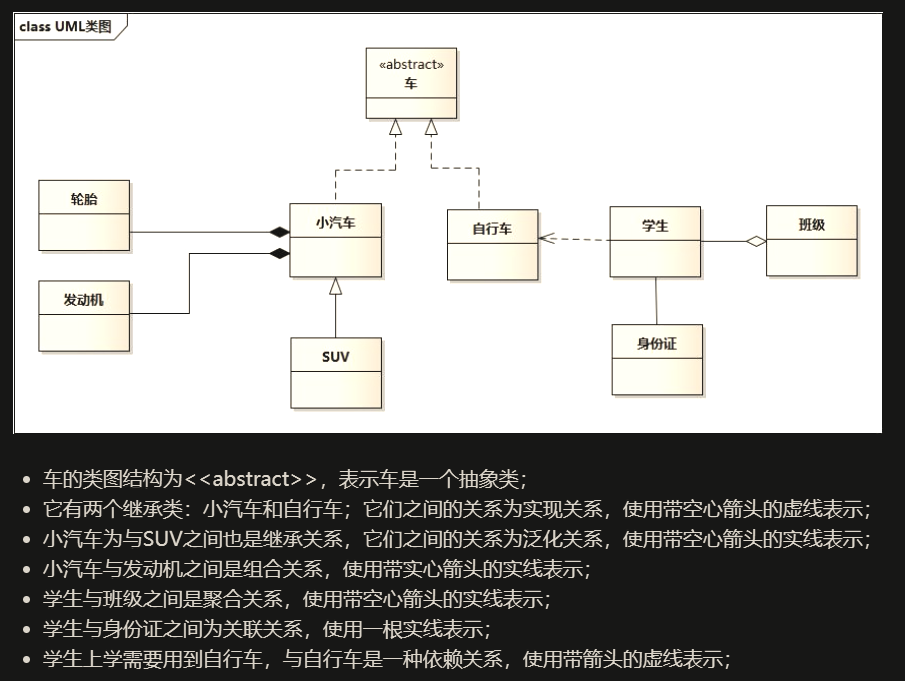 class UML类图
«abstract»
车
轮胎
小汽车
自行车
学生
班级
发动机
SUV
身份证
车的类图结构为<<abstract>>，表示车是一个抽象类；
它有两个继承类：小汽车和自行车；它们之间的关系为实现关系，使用带空心箭头的虚线表示；
小汽车为与SUV之间也是继承关系，它们之间的关系为泛化关系，使用带空心箭头的实线表示；
小汽车与发动机之间是组合关系，使用带实心箭头的实线表示；
学生与班级之间是聚合关系，使用带空心箭头的实线表示；
学生与身份证之间为关联关系，使用一根实线表示；
学生上学需要用到自行车，与自行车是一种依赖关系，使用带箭头的虚线表示；